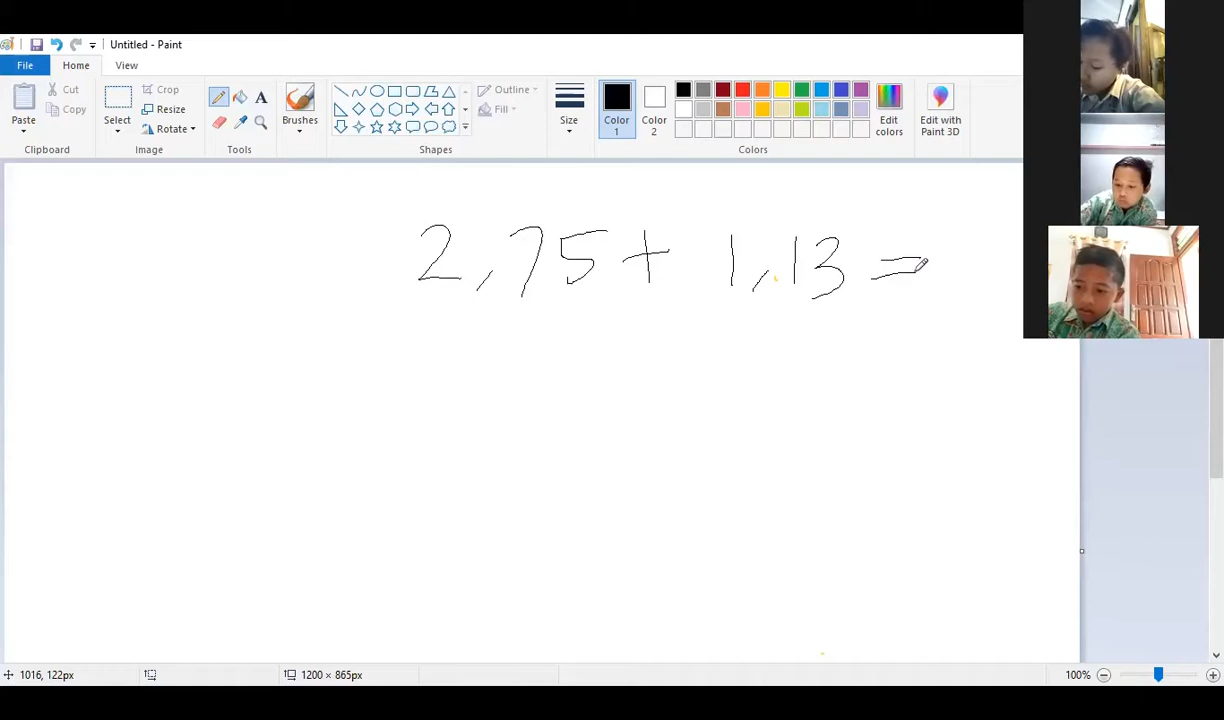 Untitled - Paint
File Home View
Paste
Cut
Copy
Clipboard
Select
Crop
Resize
Rotate
Image
Tools
Brushes
Shapes
Outline
Fill
Size
Color 1
Color 2
Colors
Edit colors
Edit with Paint 3D
2,75 + 1,13 =
1016, 122px
1200 × 865px
100%